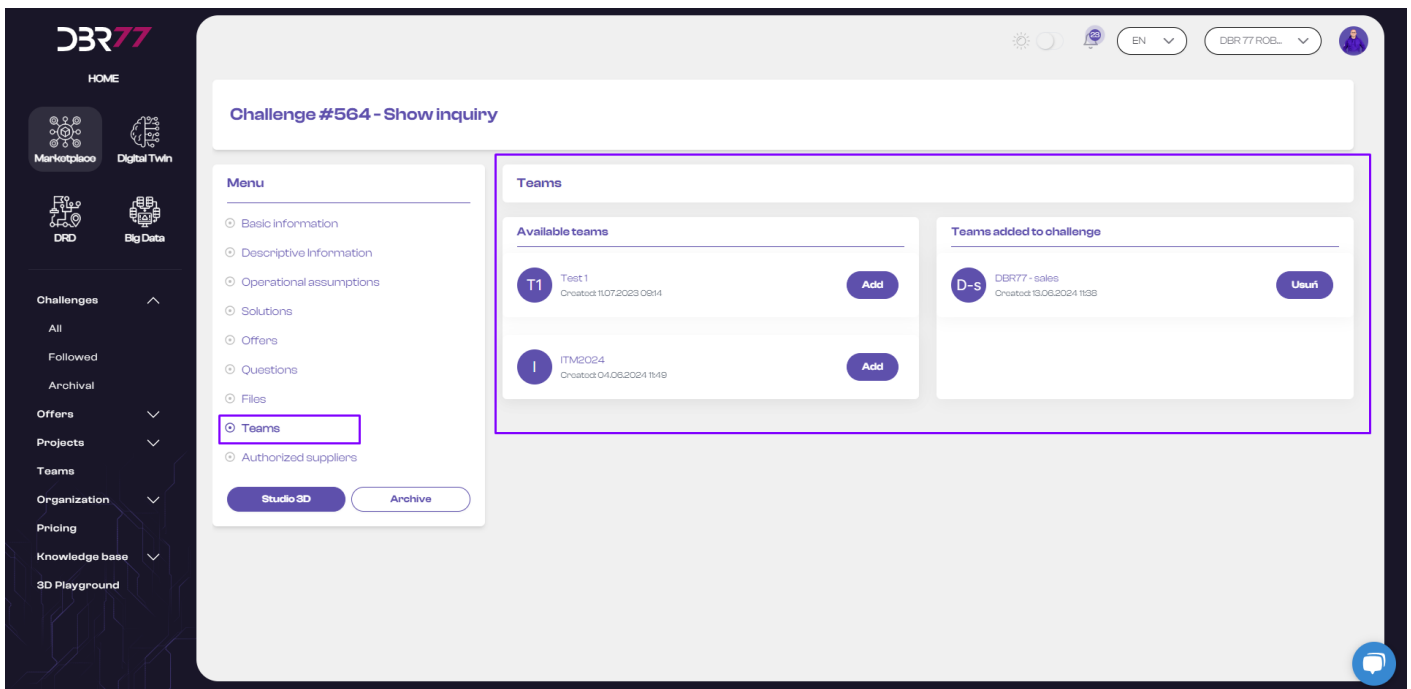 DBR77
HOME
Marketplace
Digital Twin
DRD
Big Data
Challenges
All
Followed
Archival
Offers
Projects
Teams
Organization
Pricing
Knowledge base
3D Playground
29
EN
DBR 77 ROB...
Challenge #564 - Show inquiry
Menu
Basic information
Descriptive Information
Operational assumptions
Solutions
Offers
Questions
Files
Teams
Authorized suppliers
Studio 3D
Archive
Teams
Available teams
T1
Test 1
Created: 11.07.2023 09:14
Add
I
ITM2024
Created: 04.06.2024 11:49
Add
Teams added to challenge
D-s
DBR77 - sales
Created: 13.06.2024 11:38
Usuń